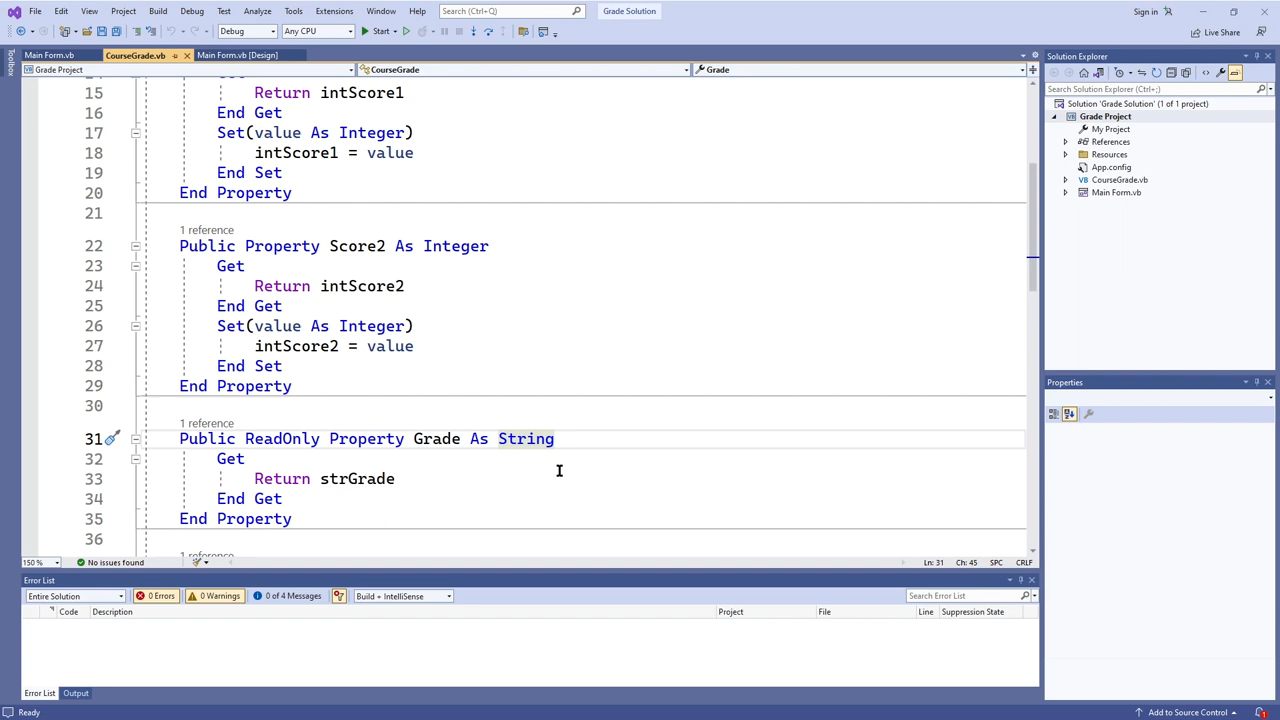 File Edit View Project Build Debug Test Analyze Tools Extensions Window Help Search (Ctrl+Q) Grade Solution Sign in
Debug Any CPU Start Live Share
Toolbox
Main Form.vb CourseGrade.vb Main Form.vb [Design]
Grade Project CourseGrade Grade
15 Return intScore1
16 End Get
17 Set(value As Integer)
18 intScore1 = value
19 End Set
20 End Property
21
1 reference
22 Public Property Score2 As Integer
23 Get
24 Return intScore2
25 End Get
26 Set(value As Integer)
27 intScore2 = value
28 End Set
29 End Property
30
1 reference
31 Public ReadOnly Property Grade As String
32 Get
33 Return strGrade
34 End Get
35 End Property
36
1 reference
150 % No issues found Ln: 31 Ch: 45 SPC CRLF
Error List
Entire Solution 0 Errors 0 Warnings 0 of 4 Messages Build + IntelliSense Search Error List
Code Description Project File Line Suppression State
Error List Output
Ready Add to Source Control 1
Solution Explorer
Search Solution Explorer (Ctrl+;)
Solution 'Grade Solution' (1 of 1 project)
Grade Project
My Project
References
Resources
App.config
CourseGrade.vb
Main Form.vb
Properties